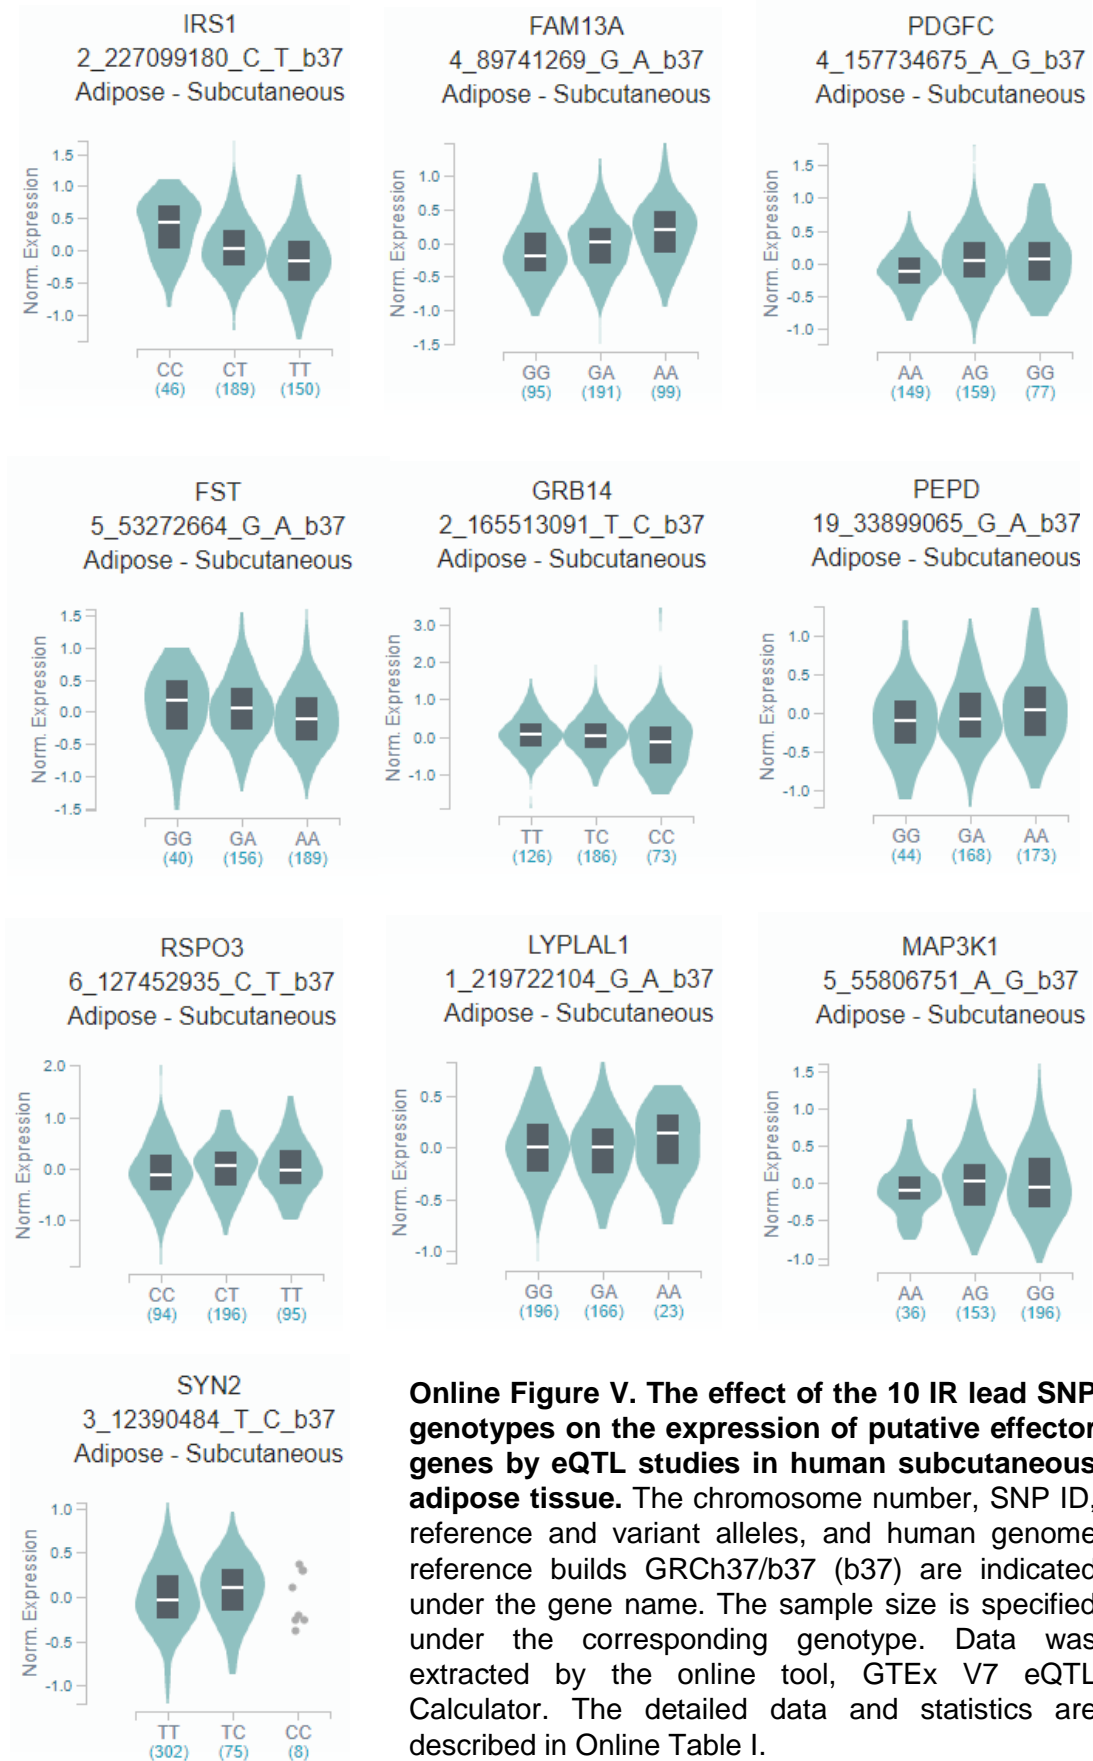 IRS1
2_227099180_C_T_b37
Adipose - Subcutaneous
Norm. Expression
1.5
1.0
0.5
0.0
-0.5
-1.0
CC CT TT
(46) (189) (150)
FAM13A
4_89741269_G_A_b37
Adipose - Subcutaneous
Norm. Expression
1.0
0.5
0.0
-0.5
-1.0
-1.5
GG GA AA
(95) (191) (99)
PDGFC
4_157734675_A_G_b37
Adipose - Subcutaneous
Norm. Expression
1.5
1.0
0.5
0.0
-0.5
-1.0
AA AG GG
(149) (159) (77)
FST
5_53272664_G_A_b37
Adipose - Subcutaneous
Norm. Expression
1.5
1.0
0.5
0.0
-0.5
-1.0
-1.5
GG GA AA
(40) (156) (189)
GRB14
2_165513091_T_C_b37
Adipose - Subcutaneous
Norm. Expression
3.0
2.0
1.0
0.0
-1.0
TT TC CC
(126) (186) (73)
PEPD
19_33899065_G_A_b37
Adipose - Subcutaneous
Norm. Expression
1.0
0.5
0.0
-0.5
-1.0
GG GA AA
(44) (168) (173)
RSPO3
6_127452935_C_T_b37
Adipose - Subcutaneous
Norm. Expression
2.0
1.0
0.0
-1.0
CC CT TT
(94) (196) (95)
LYPLAL1
1_219722104_G_A_b37
Adipose - Subcutaneous
Norm. Expression
0.5
0.0
-0.5
-1.0
GG GA AA
(196) (166) (23)
MAP3K1
5_55806751_A_G_b37
Adipose - Subcutaneous
Norm. Expression
1.5
1.0
0.5
0.0
-0.5
-1.0
AA AG GG
(36) (153) (196)
SYN2
3_12390484_T_C_b37
Adipose - Subcutaneous
Norm. Expression
1.0
0.5
0.0
-0.5
-1.0
TT TC CC
(302) (75) (8)
Online Figure V. The effect of the 10 IR lead SNP
genotypes on the expression of putative effector
genes by eQTL studies in human subcutaneous
adipose tissue. The chromosome number, SNP ID,
reference and variant alleles, and human genome
reference builds GRCh37/b37 (b37) are indicated
under the gene name. The sample size is specified
under the corresponding genotype. Data was
extracted by the online tool, GTEx V7 eQTL
Calculator. The detailed data and statistics are
described in Online Table I.